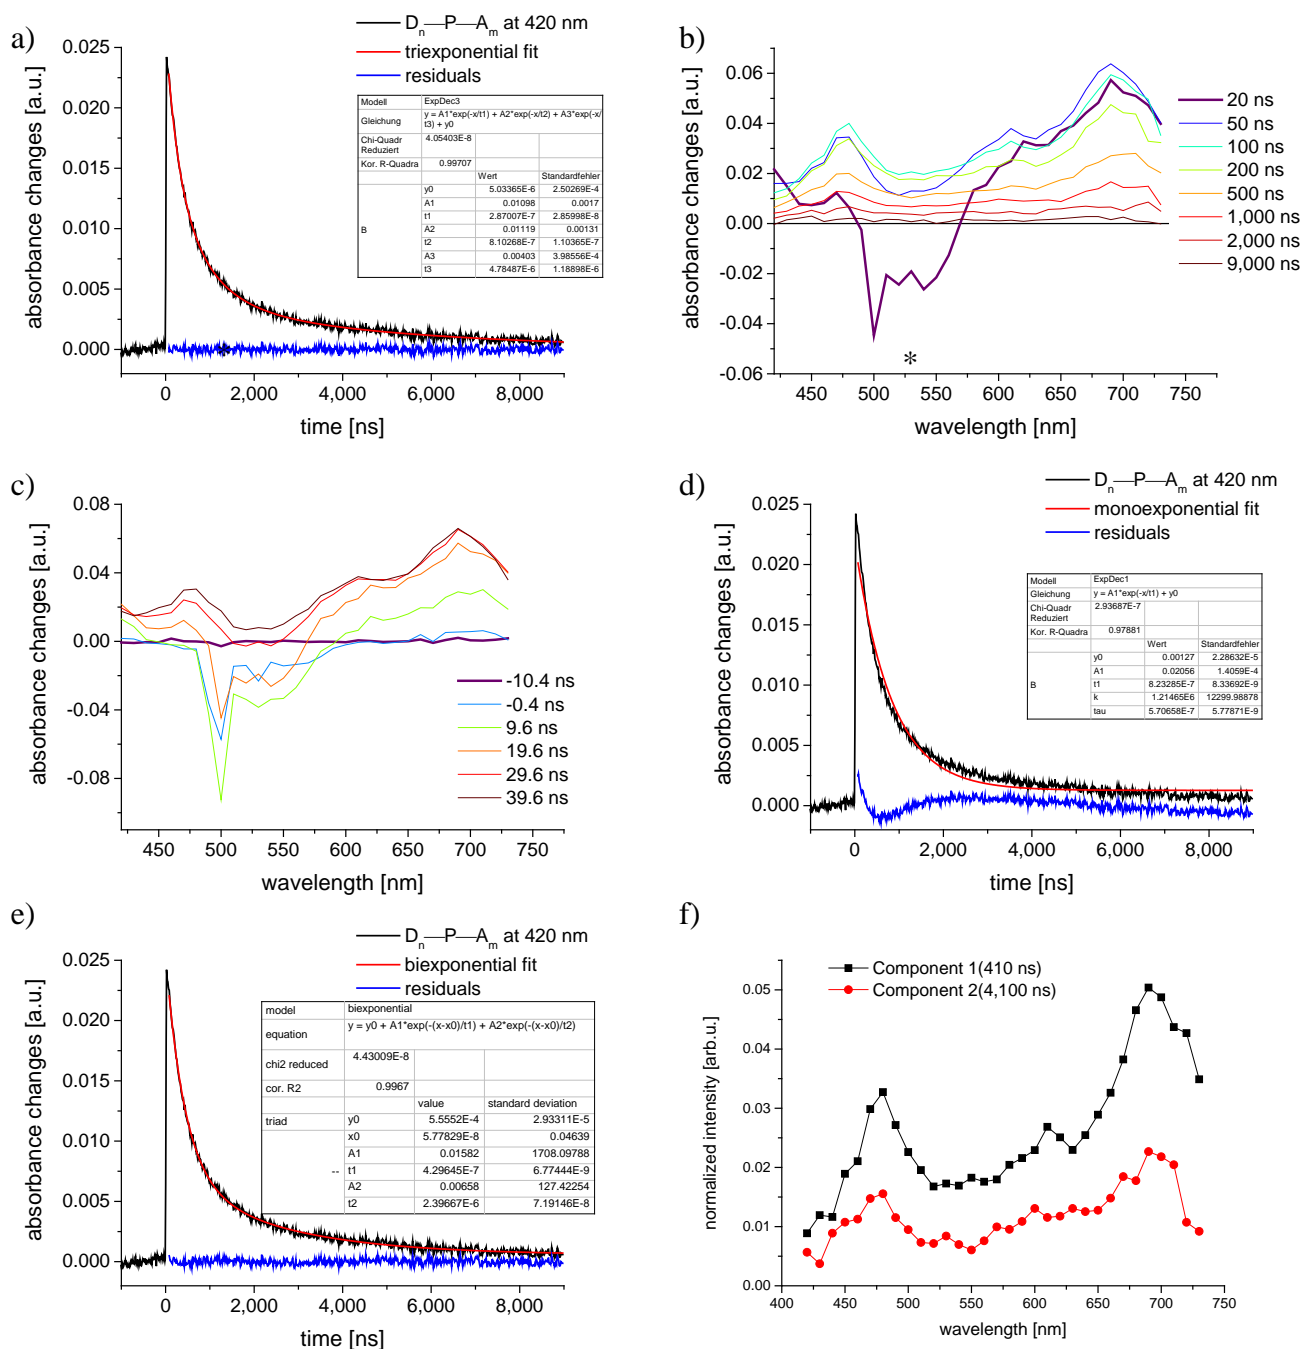 a)
Dn—P—Am at 420 nm
triexponential fit
residuals
0.025
0.020
0.015
0.010
0.005
0.000
absorbance changes [a.u.]
0
2,000
4,000
6,000
8,000
time [ns]
Modell ExpDec3
Gleichung y = A1*exp(-x/t1) + A2*exp(-x/t2) + A3*exp(-x/
t3) + y0
Chi-Quadr
Reduziert 4.05403E-8
Kor. R-Quadra 0.99707
Wert Standardfehler
B
y0 5.03365E-6 2.50269E-4
A1 0.01098 0.0017
t1 2.87007E-7 2.85998E-8
A2 0.01119 0.00131
t2 8.10268E-7 1.10365E-7
A3 0.00403 3.98556E-4
t3 4.78487E-6 1.18898E-6
b)
0.06
0.04
0.02
0.00
-0.02
-0.04
-0.06
absorbance changes [a.u.]
*
450
500
550
600
650
700
750
wavelength [nm]
20 ns
50 ns
100 ns
200 ns
500 ns
1,000 ns
2,000 ns
9,000 ns
c)
0.08
0.04
0.00
-0.04
-0.08
absorbance changes [a.u.]
450
500
550
600
650
700
750
wavelength [nm]
-10.4 ns
-0.4 ns
9.6 ns
19.6 ns
29.6 ns
39.6 ns
d)
Dn—P—Am at 420 nm
monoexponential fit
residuals
0.025
0.020
0.015
0.010
0.005
0.000
absorbance changes [a.u.]
0
2,000
4,000
6,000
8,000
time [ns]
Modell ExpDec1
Gleichung y = A1*exp(-x/t1) + y0
Chi-Quadr
Reduziert 2.93687E-7
Kor. R-Quadra 0.97881
Wert Standardfehler
B
y0 0.00127 2.28632E-5
A1 0.02056 1.4059E-4
t1 8.23285E-7 8.33692E-9
k 1.21465E6 12299.98878
tau 5.70658E-7 5.77871E-9
e)
Dn—P—Am at 420 nm
biexponential fit
residuals
0.025
0.020
0.015
0.010
0.005
0.000
absorbance changes [a.u.]
0
2,000
4,000
6,000
8,000
time [ns]
model biexponential
equation y = y0 + A1*exp(-(x-x0)/t1) + A2*exp(-(x-x0)/t2)
chi2 reduced 4.43009E-8
cor. R2 0.9967
value standard deviation
triad y0 5.5552E-4 2.93311E-5
x0 5.77829E-8 0.04639
A1 0.01582 1708.09788
-- t1 4.29645E-7 6.77444E-9
A2 0.00658 127.42254
t2 2.39667E-6 7.19146E-8
f)
Component 1(410 ns)
Component 2(4,100 ns)
0.05
0.04
0.03
0.02
0.01
0.00
normalized intensity [arb.u.]
400
450
500
550
600
650
700
750
wavelength [nm]